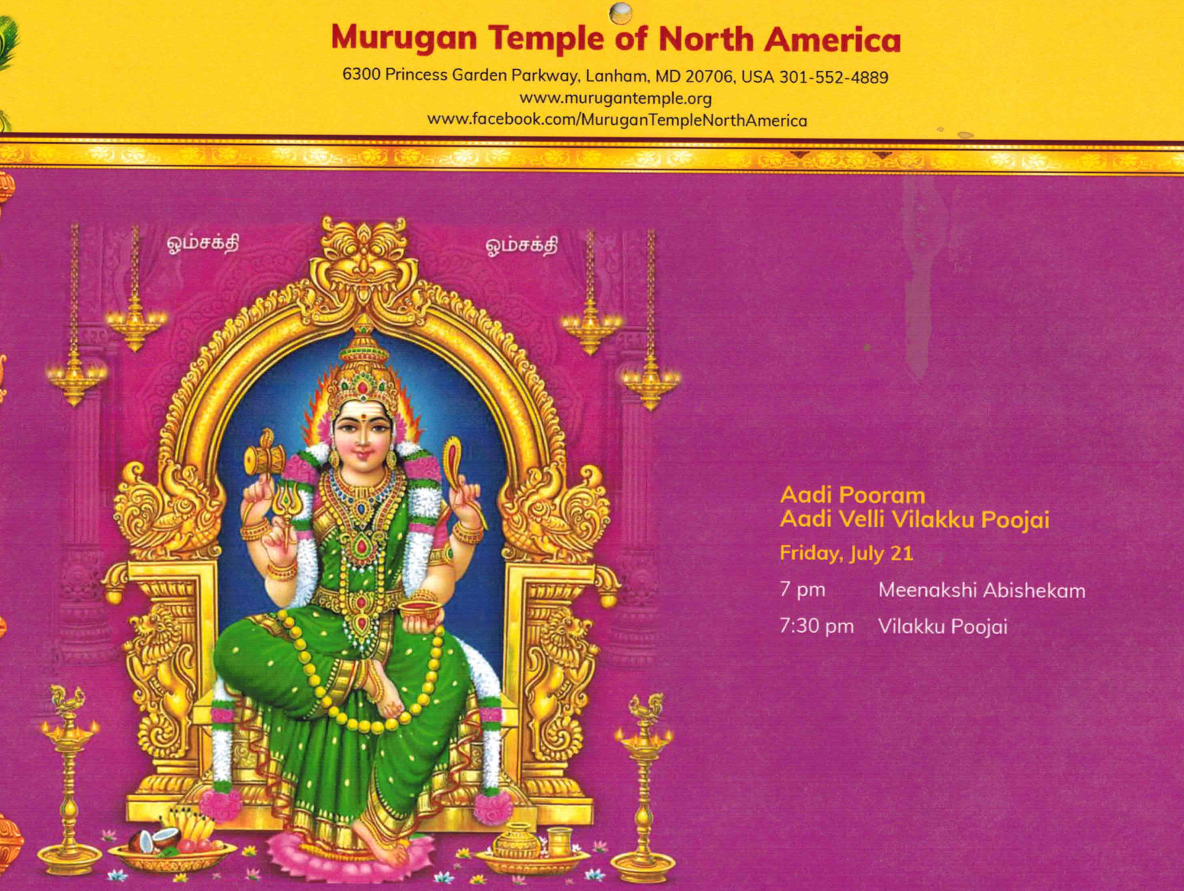 Murugan Temple of North America
6300 Princess Garden Parkway, Lanham, MD 20706, USA 301-552-4889
www.murugantemple.org
www.facebook.com/MuruganTempleNorthAmerica
ஓம்சக்தி ஓம்சக்தி
Aadi Pooram
Aadi Velli Vilakku Poojai
Friday, July 21
7 pm Meenakshi Abishekam
7:30 pm Vilakku Poojai